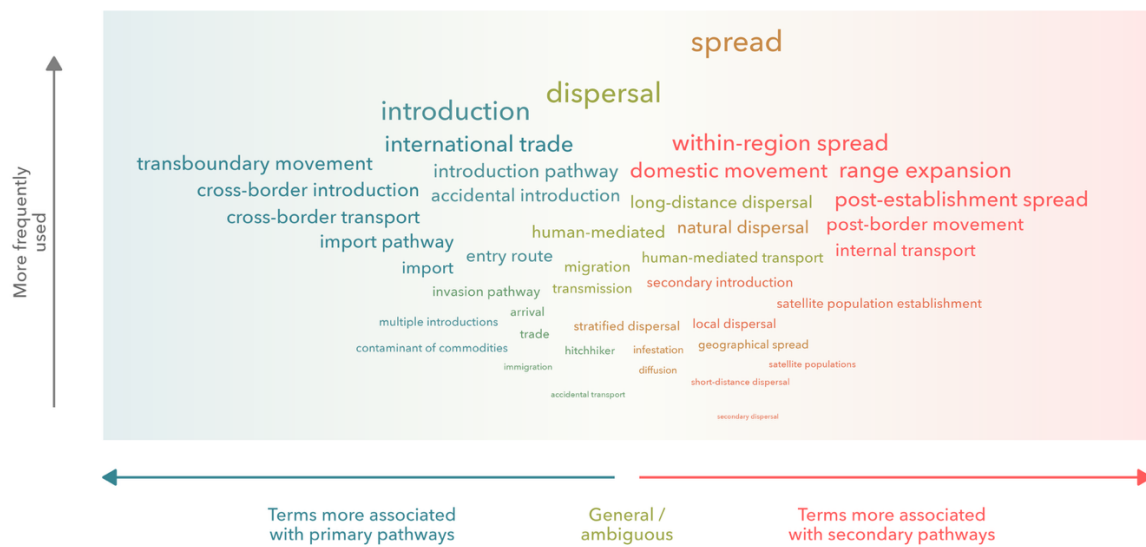 spread
dispersal
introduction
international trade
within-region spread
transboundary movement
introduction pathway
domestic movement
range expansion
cross-border introduction
accidental introduction
long-distance dispersal
post-establishment spread
cross-border transport
human-mediated
natural dispersal
post-border movement
import pathway
entry route
human-mediated transport
internal transport
import
migration
invasion pathway
transmission
secondary introduction
satellite population establishment
arrival
multiple introductions
stratified dispersal
local dispersal
trade
contaminant of commodities
hitchhiker
infestation
geographical spread
immigration
diffusion
satellite populations
short-distance dispersal
accidental transport
secondary dispersal
More frequently
used
Terms more associated
with primary pathways
General /
ambiguous
Terms more associated
with secondary pathways